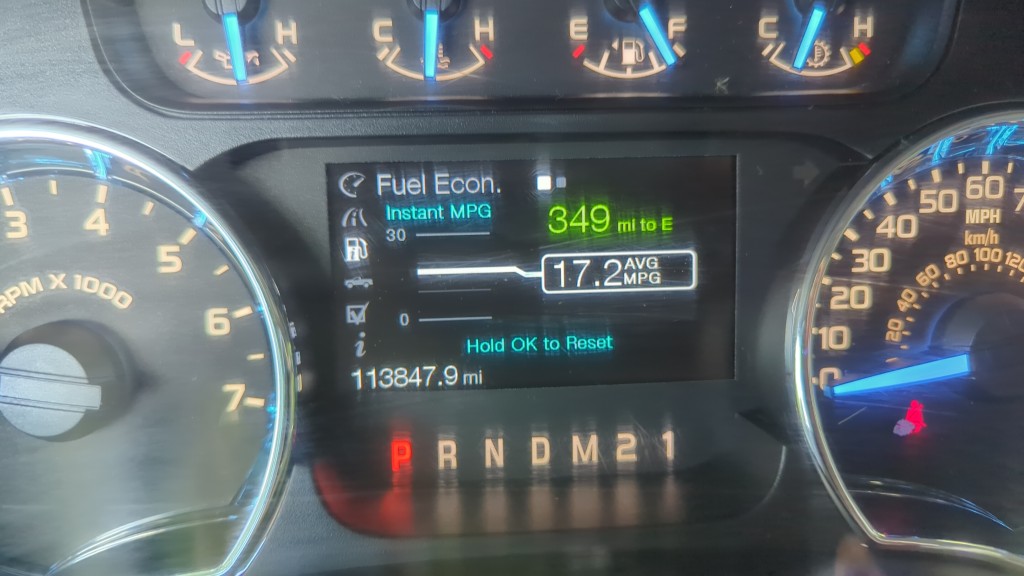 L H
C H
E F
C H
3 4 5 6 7
RPM X 1000
Fuel Econ.
Instant MPG
30
349 mi to E
17.2 AVG MPG
0
Hold OK to Reset
113847.9 mi
P R N D M 2 1
0 10 20 30 40 50 60 7
MPH
km/h
20 40 60 80 100 120